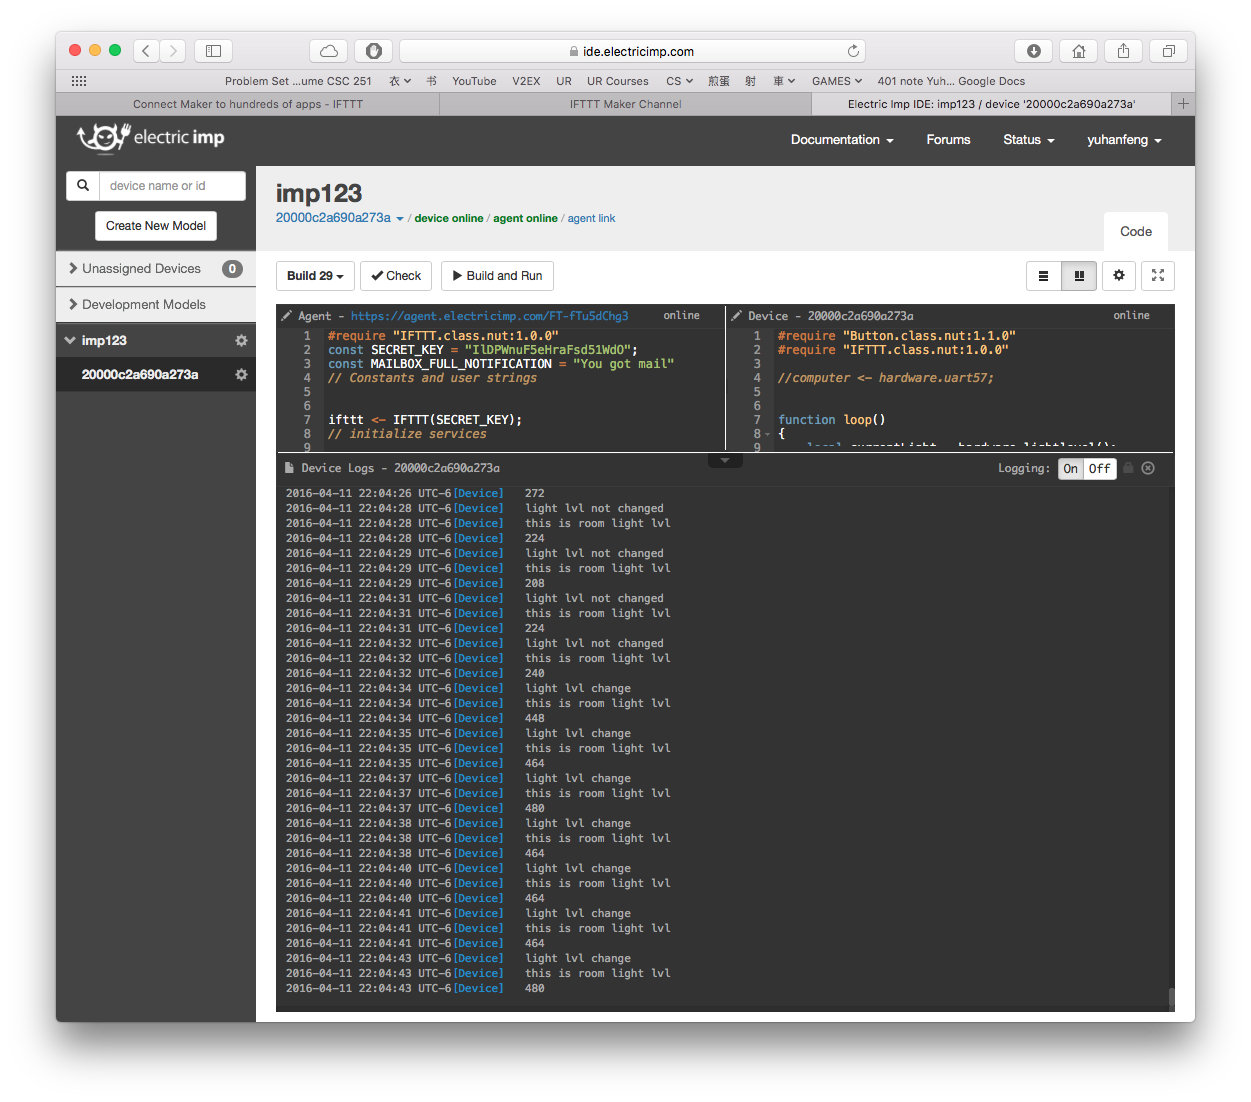 ide.electricimp.com
Problem Set ...ume CSC 251 衣 书 YouTube V2EX UR UR Courses CS 煎蛋 射 車 GAMES 401 note Yuh... Google Docs
Connect Maker to hundreds of apps - IFTTT IFTTT Maker Channel Electric Imp IDE: imp123 / device '20000c2a690a273a'
electric imp Documentation Forums Status yuhanfeng
device name or id
Create New Model
Unassigned Devices 0
Development Models
imp123
20000c2a690a273a
imp123
20000c2a690a273a / device online / agent online / agent link
Code
Build 29 Check Build and Run
Agent - https://agent.electricimp.com/FT-fTu5dChg3 online
1 #require "IFTTT.class.nut:1.0.0"
2 const SECRET_KEY = "IlDPWnuF5eHraFsd51WdO";
3 const MAILBOX_FULL_NOTIFICATION = "You got mail"
4 // Constants and user strings
5
6
7 ifttt <- IFTTT(SECRET_KEY);
8 // initialize services
9
Device - 20000c2a690a273a online
1 #require "Button.class.nut:1.1.0"
2 #require "IFTTT.class.nut:1.0.0"
3
4 //computer <- hardware.uart57;
5
6
7 function loop()
8 {
9 local currentLight = hardware.lightlevel();
Device Logs - 20000c2a690a273a Logging: On Off
2016-04-11 22:04:26 UTC-6 [Device] 272
2016-04-11 22:04:28 UTC-6 [Device] light lvl not changed
2016-04-11 22:04:28 UTC-6 [Device] this is room light lvl
2016-04-11 22:04:28 UTC-6 [Device] 224
2016-04-11 22:04:29 UTC-6 [Device] light lvl not changed
2016-04-11 22:04:29 UTC-6 [Device] this is room light lvl
2016-04-11 22:04:29 UTC-6 [Device] 208
2016-04-11 22:04:31 UTC-6 [Device] light lvl not changed
2016-04-11 22:04:31 UTC-6 [Device] this is room light lvl
2016-04-11 22:04:31 UTC-6 [Device] 224
2016-04-11 22:04:32 UTC-6 [Device] light lvl not changed
2016-04-11 22:04:32 UTC-6 [Device] this is room light lvl
2016-04-11 22:04:32 UTC-6 [Device] 240
2016-04-11 22:04:34 UTC-6 [Device] light lvl change
2016-04-11 22:04:34 UTC-6 [Device] this is room light lvl
2016-04-11 22:04:34 UTC-6 [Device] 448
2016-04-11 22:04:35 UTC-6 [Device] light lvl change
2016-04-11 22:04:35 UTC-6 [Device] this is room light lvl
2016-04-11 22:04:35 UTC-6 [Device] 464
2016-04-11 22:04:37 UTC-6 [Device] light lvl change
2016-04-11 22:04:37 UTC-6 [Device] this is room light lvl
2016-04-11 22:04:37 UTC-6 [Device] 480
2016-04-11 22:04:38 UTC-6 [Device] light lvl change
2016-04-11 22:04:38 UTC-6 [Device] this is room light lvl
2016-04-11 22:04:38 UTC-6 [Device] 464
2016-04-11 22:04:40 UTC-6 [Device] light lvl change
2016-04-11 22:04:40 UTC-6 [Device] this is room light lvl
2016-04-11 22:04:40 UTC-6 [Device] 464
2016-04-11 22:04:41 UTC-6 [Device] light lvl change
2016-04-11 22:04:41 UTC-6 [Device] this is room light lvl
2016-04-11 22:04:41 UTC-6 [Device] 464
2016-04-11 22:04:43 UTC-6 [Device] light lvl change
2016-04-11 22:04:43 UTC-6 [Device] this is room light lvl
2016-04-11 22:04:43 UTC-6 [Device] 480